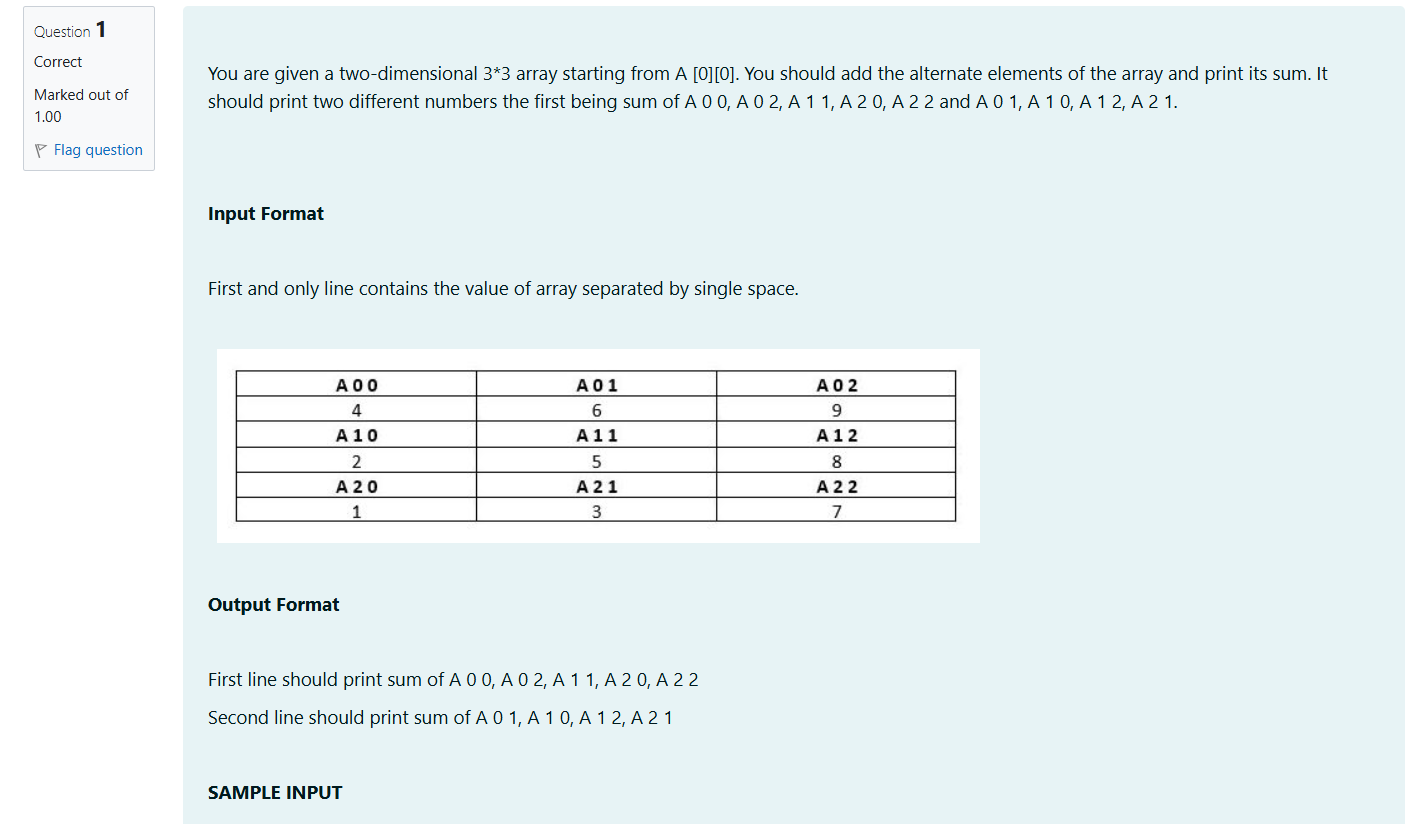 Question 1
Correct
Marked out of
1.00
Flag question
You are given a two-dimensional 3*3 array starting from A [0][0]. You should add the alternate elements of the array and print its sum. It
should print two different numbers the first being sum of A 0 0, A 0 2, A 1 1, A 2 0, A 2 2 and A 0 1, A 1 0, A 1 2, A 2 1.
Input Format
First and only line contains the value of array separated by single space.
A 0 0 A 0 1 A 0 2
4 6 9
A 1 0 A 1 1 A 1 2
2 5 8
A 2 0 A 2 1 A 2 2
1 3 7
Output Format
First line should print sum of A 0 0, A 0 2, A 1 1, A 2 0, A 2 2
Second line should print sum of A 0 1, A 1 0, A 1 2, A 2 1
SAMPLE INPUT